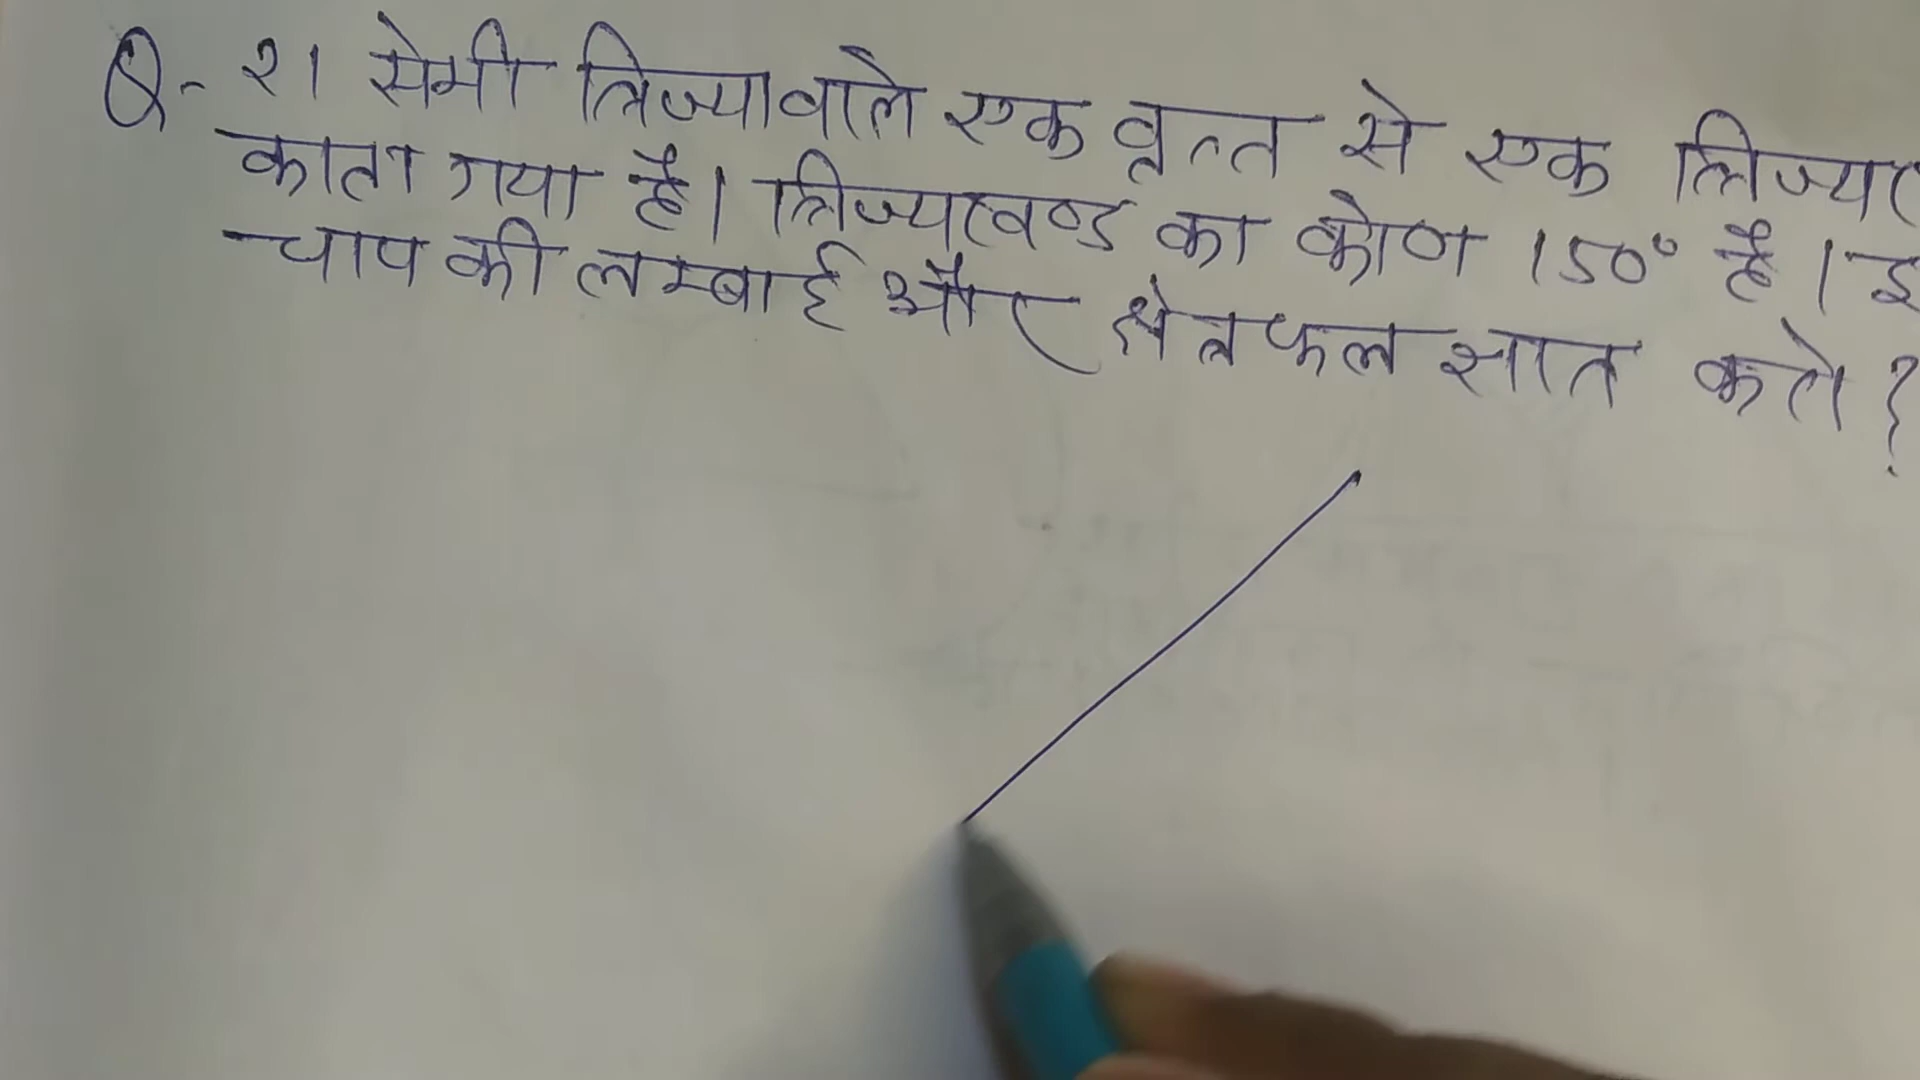 Q- 21 सेमी त्रिज्यावाले एक वृत्त से एक
काटा गया है। त्रिज्यखण्ड का कोण 150° है।
चाप की लम्बाई और क्षेत्रफल ज्ञात करो?